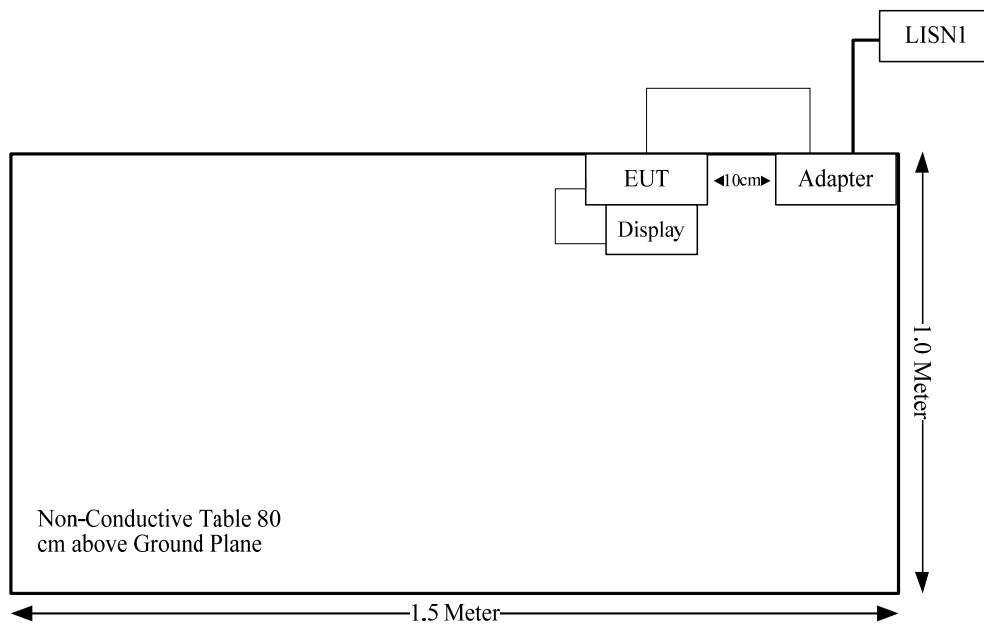 LISN1
EUT
10cm
Adapter
Display
1.0 Meter
Non-Conductive Table 80
cm above Ground Plane
1.5 Meter